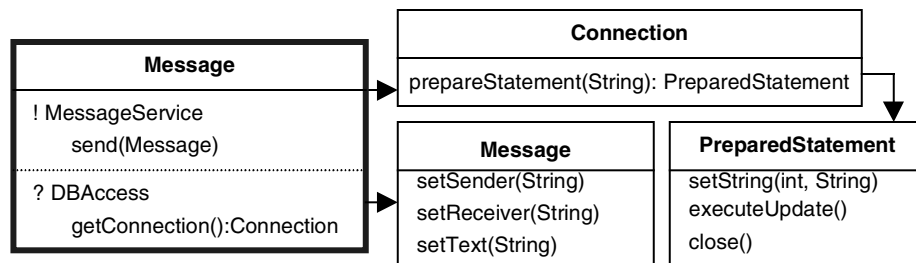 Message
! MessageService
send(Message)
? DBAccess
getConnection():Connection
Connection
prepareStatement(String): PreparedStatement
Message
setSender(String)
setReceiver(String)
setText(String)
PreparedStatement
setString(int, String)
executeUpdate()
close()